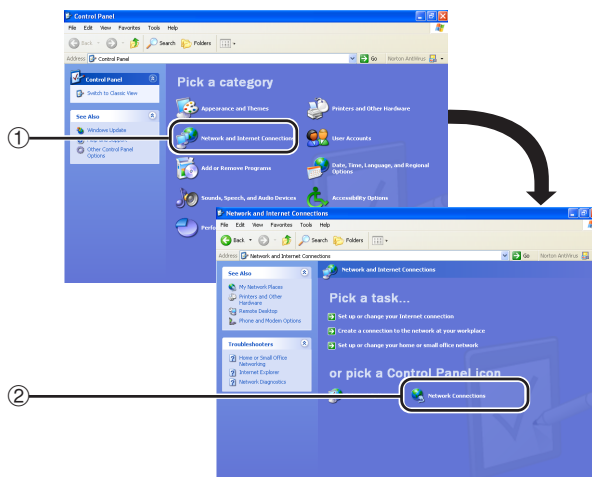 Control Panel
File Edit View Favorites Tools Help
Back Search Folders
Address Control Panel Go Norton AntiVirus
Control Panel
Switch to Classic View
See Also
Windows Update
Help and Support
Other Control Panel
Options
Pick a category
Appearance and Themes
Printers and Other Hardware
Network and Internet Connections
User Accounts
Add or Remove Programs
Date, Time, Language, and Regional
Options
Sounds, Speech, and Audio Devices
Accessibility Options
Perfo
①
Network and Internet Connections
File Edit View Favorites Tools Help
Back Search Folders
Address Network and Internet Connections Go Norton AntiVirus
See Also
My Network Places
Printers and Other
Hardware
Remote Desktop
Phone and Modem Options
Troubleshooters
Home or Small Office
Networking
Internet Explorer
Network Diagnostics
Network and Internet Connections
Pick a task...
Set up or change your Internet connection
Create a connection to the network at your workplace
Set up or change your home or small office network
or pick a Control Panel icon
Network Connections
②